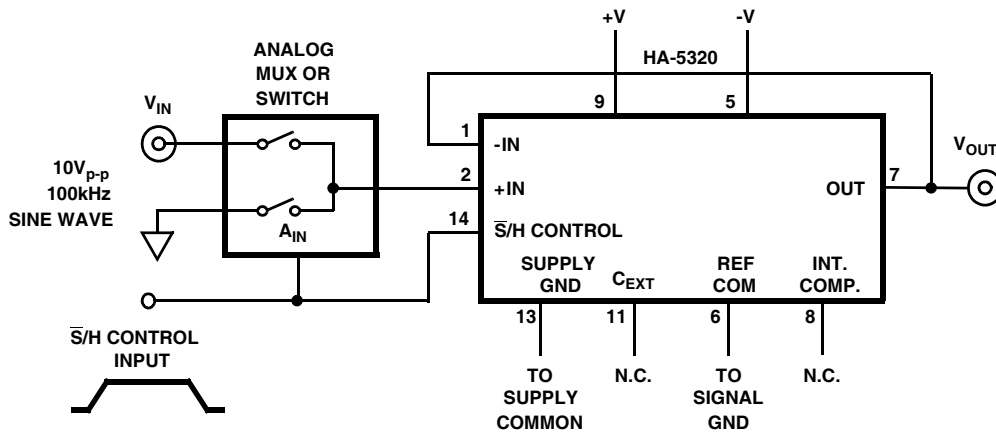 +V
-V
HA-5320
ANALOG
MUX OR
SWITCH
V_IN
10V_p-p
100kHz
SINE WAVE
A_IN
S̅/H CONTROL
INPUT
9
5
1
-IN
2
+IN
14
S̅/H CONTROL
OUT
7
V_OUT
SUPPLY
GND
C_EXT
REF
COM
INT.
COMP.
13
11
6
8
TO
SUPPLY
COMMON
N.C.
TO
SIGNAL
GND
N.C.